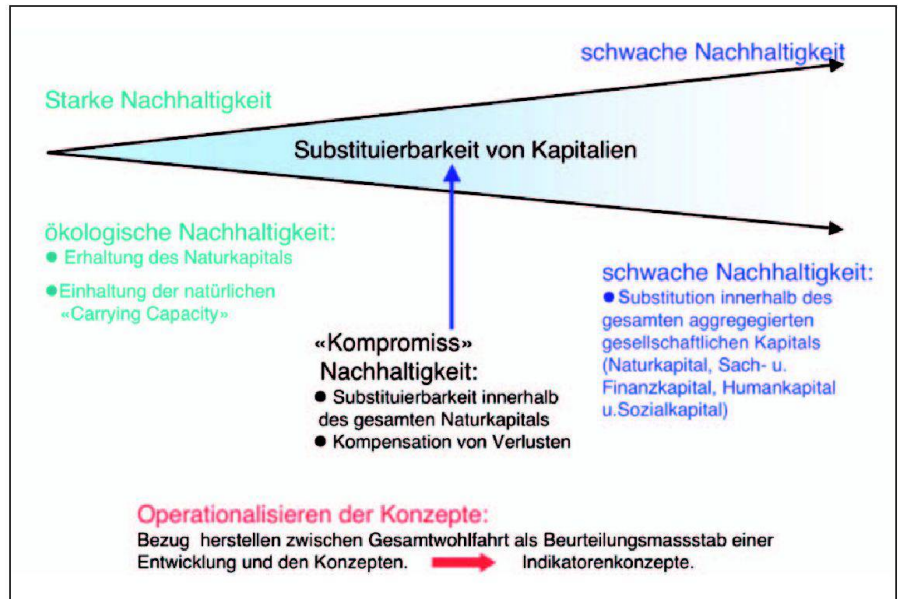 schwache Nachhaltigkeit
Starke Nachhaltigkeit
Substituierbarkeit von Kapitalien
ökologische Nachhaltigkeit:
● Erhaltung des Naturkapitals
●Einhaltung der natürlichen
«Carrying Capacity»
«Kompromiss»
Nachhaltigkeit:
● Substituierbarkeit innerhalb
des gesamten Naturkapitals
● Kompensation von Verlusten
schwache Nachhaltigkeit:
● Substitution innerhalb des
gesamten aggregegierten
gesellschaftlichen Kapitals
(Naturkapital, Sach- u.
Finanzkapital, Humankapital
u.Sozialkapital)
Operationalisieren der Konzepte:
Bezug herstellen zwischen Gesamtwohlfahrt als Beurteilungsmassstab einer
Entwicklung und den Konzepten. Indikatorenkonzepte.